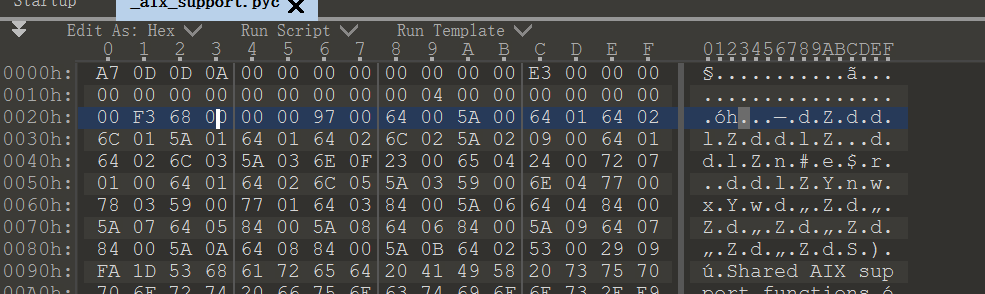 Startup _aix_support.pyc
Edit As: Hex Run Script Run Template
0 1 2 3 4 5 6 7 8 9 A B C D E F 0123456789ABCDEF
0000h: A7 0D 0D 0A 00 00 00 00 00 00 00 00 E3 00 00 00 §...........ã...
0010h: 00 00 00 00 00 00 00 00 00 04 00 00 00 00 00 00 ................
0020h: 00 F3 68 00 00 00 97 00 64 00 5A 00 64 01 64 02 .óh...—.d.Z.d.d.
0030h: 6C 01 5A 01 64 01 64 02 6C 02 5A 02 09 00 64 01 l.Z.d.d.l.Z...d.
0040h: 64 02 6C 03 5A 03 6E 0F 23 00 65 04 24 00 72 07 d.l.Z.n.#.e.$.r.
0050h: 01 00 64 01 64 02 6C 05 5A 03 59 00 6E 04 77 00 ..d.d.l.Z.Y.n.w.
0060h: 78 03 59 00 77 01 64 03 84 00 5A 06 64 04 84 00 x.Y.w.d.„.Z.d.„.
0070h: 5A 07 64 05 84 00 5A 08 64 06 84 00 5A 09 64 07 Z.d.„.Z.d.„.Z.d.
0080h: 84 00 5A 0A 64 08 84 00 5A 0B 64 02 53 00 29 09 „.Z.d.„.Z.d.S.).
0090h: FA 1D 53 68 61 72 65 64 20 41 49 58 20 73 75 70 ú.Shared AIX sup
00A0h: 70 6F 72 74 20 66 75 6E 63 74 69 6F 6E 73 2E E9 port functions.é